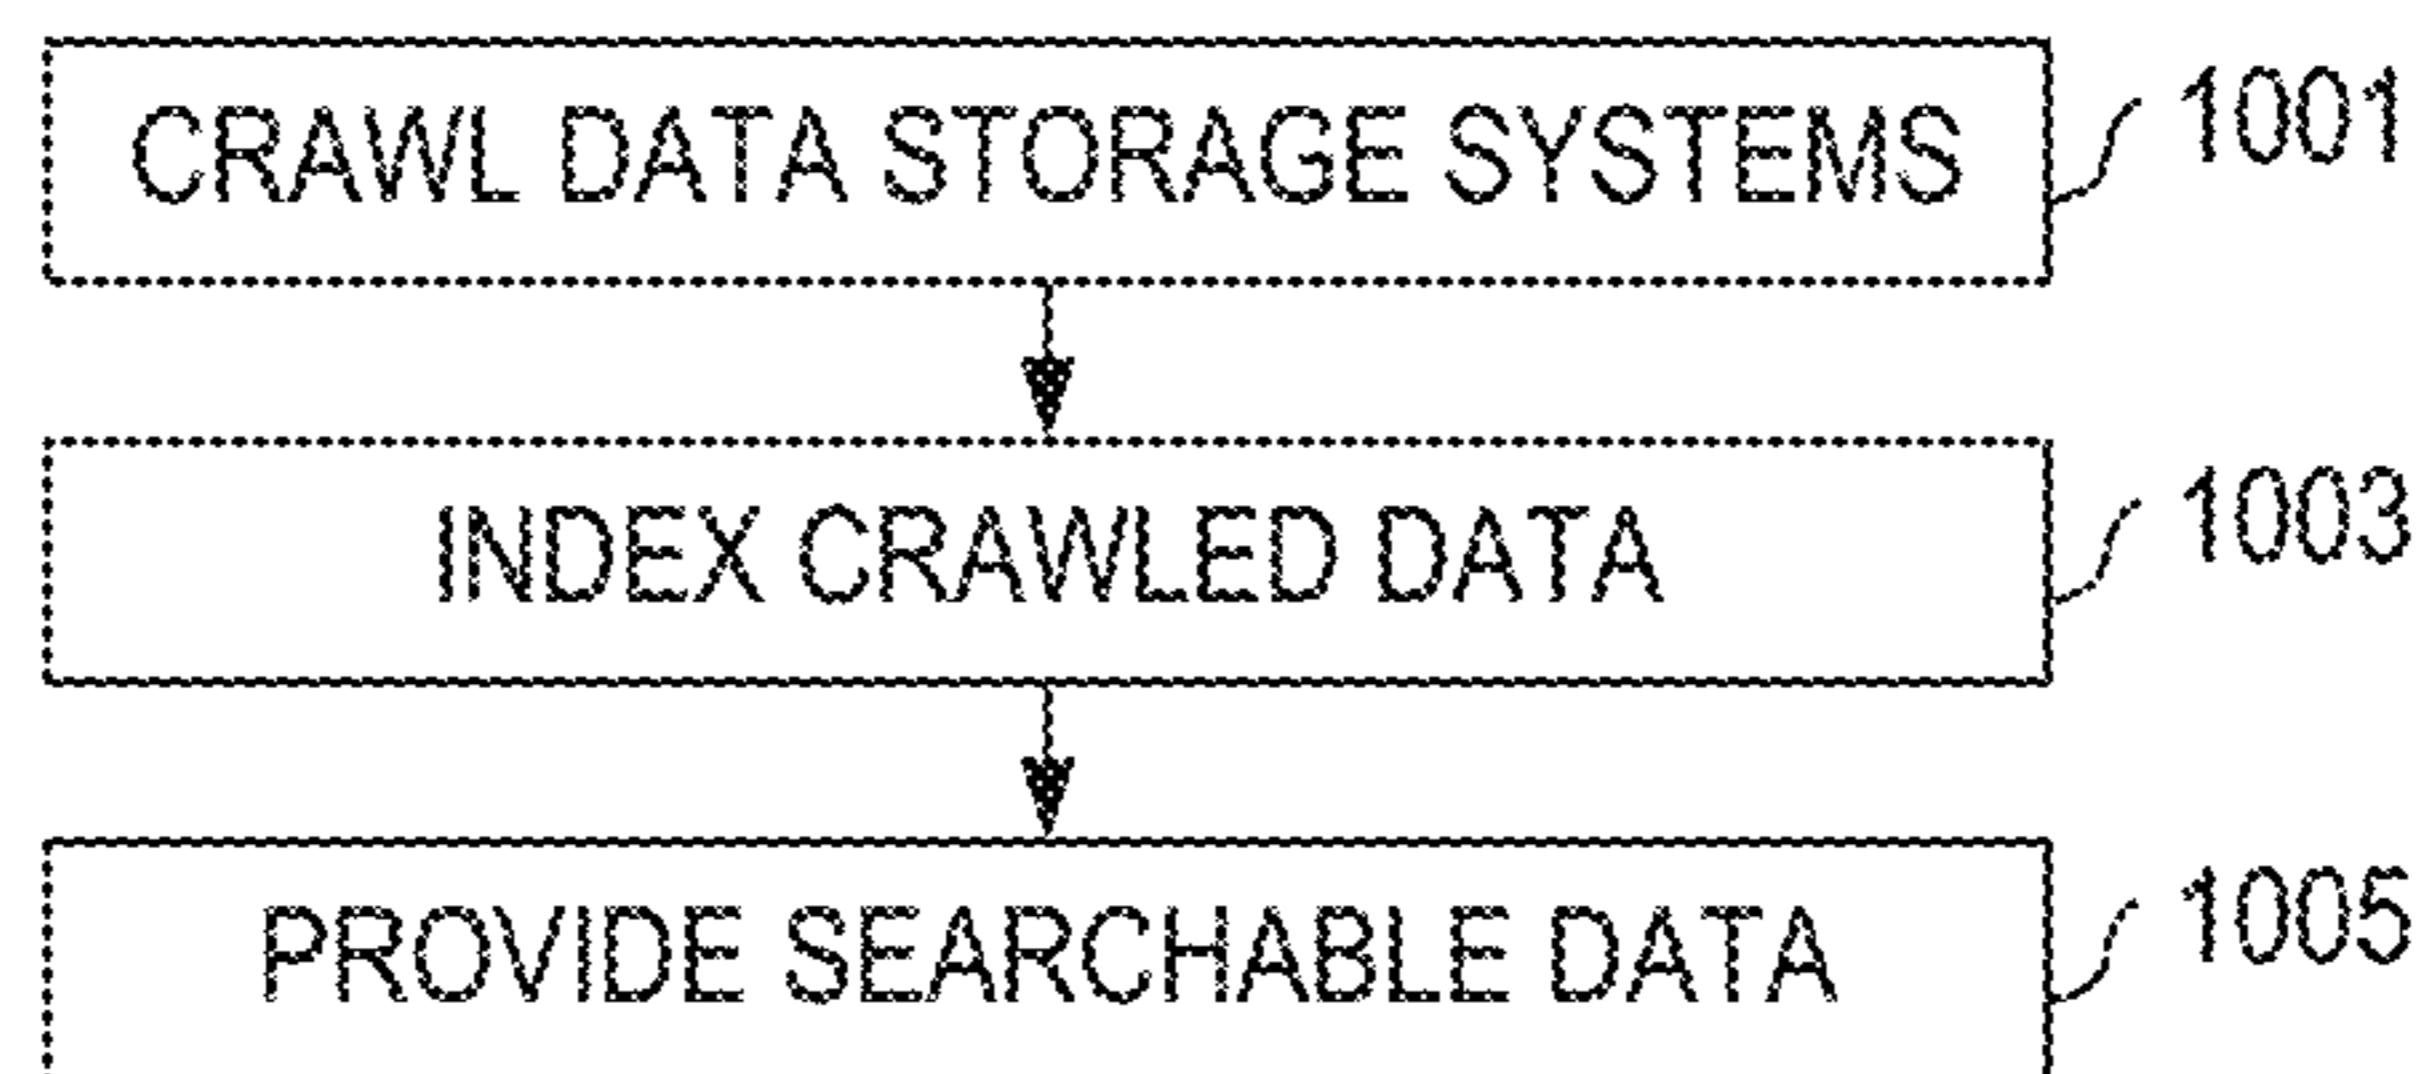 CRAWL DATA STORAGE SYSTEMS 1001
INDEX CRAWLED DATA 1003
PROVIDE SEARCHABLE DATA 1005